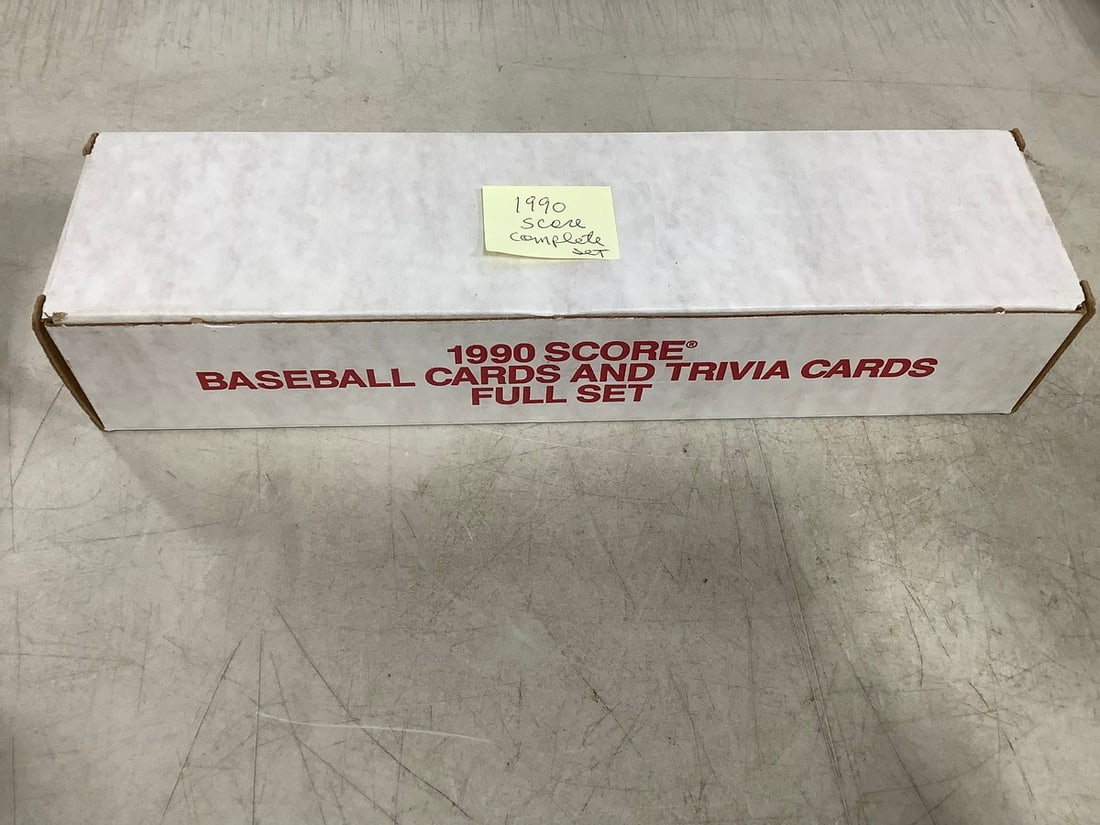 1990
Score
complete
set
1990 SCORE®
BASEBALL CARDS AND TRIVIA CARDS
FULL SET